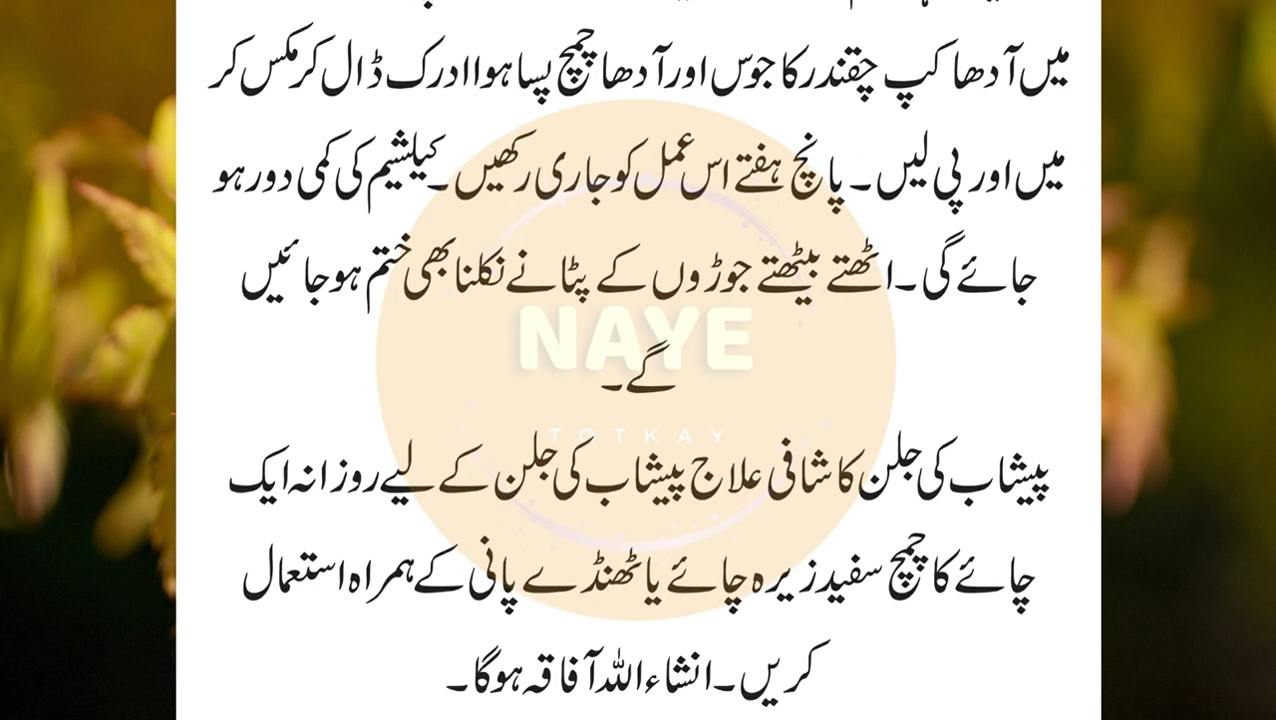 میں آدھا کپ چقندر کا جوس اور آدھا چمچ پسا ہوا ادرک ڈال کر مکس کر
میں اور پی لیں۔ پانچ ہفتے اس عمل کو جاری رکھیں۔ کیلشیم کی کمی دور ہو
جائے گی۔ اٹھتے بیٹھتے جوڑوں کے پٹانے نکلنا بھی ختم ہو جائیں
گے۔
NAYE
TOTKAY
پیشاب کی جلن کا شافی علاج پیشاب کی جلن کے لیے روزانہ ایک
چائے کا چمچ سفید زیرہ چائے یا ٹھنڈے پانی کے ہمراہ استعمال
کریں۔ انشاء اللہ آفاقہ ہوگا۔